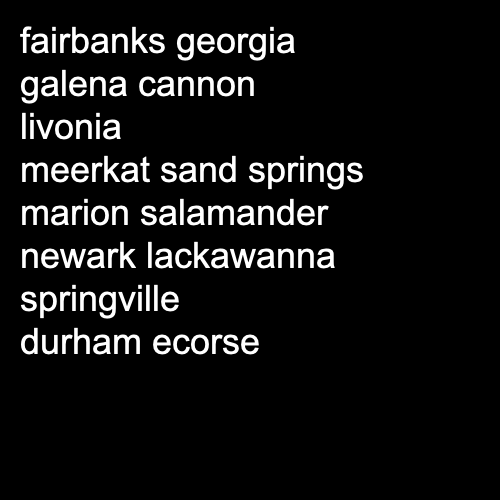 fairbanks georgia
galena cannon
livonia
meerkat sand springs
marion salamander
newark lackawanna
springville
durham ecorse